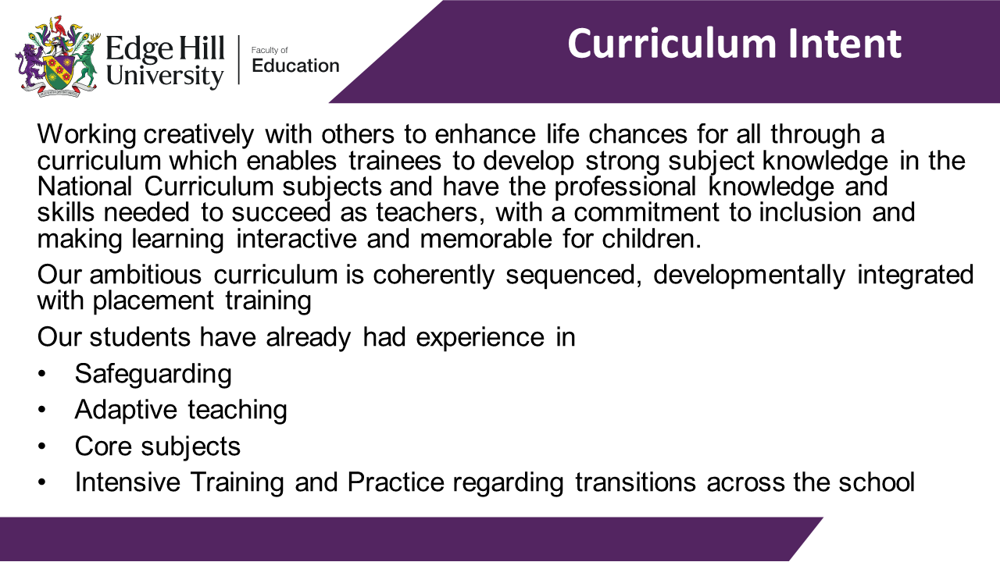 Edge Hill
University
Faculty of
Education
Curriculum Intent
Working creatively with others to enhance life chances for all through a
curriculum which enables trainees to develop strong subject knowledge in the
National Curriculum subjects and have the professional knowledge and
skills needed to succeed as teachers, with a commitment to inclusion and
making learning interactive and memorable for children.
Our ambitious curriculum is coherently sequenced, developmentally integrated
with placement training
Our students have already had experience in
• Safeguarding
• Adaptive teaching
• Core subjects
• Intensive Training and Practice regarding transitions across the school